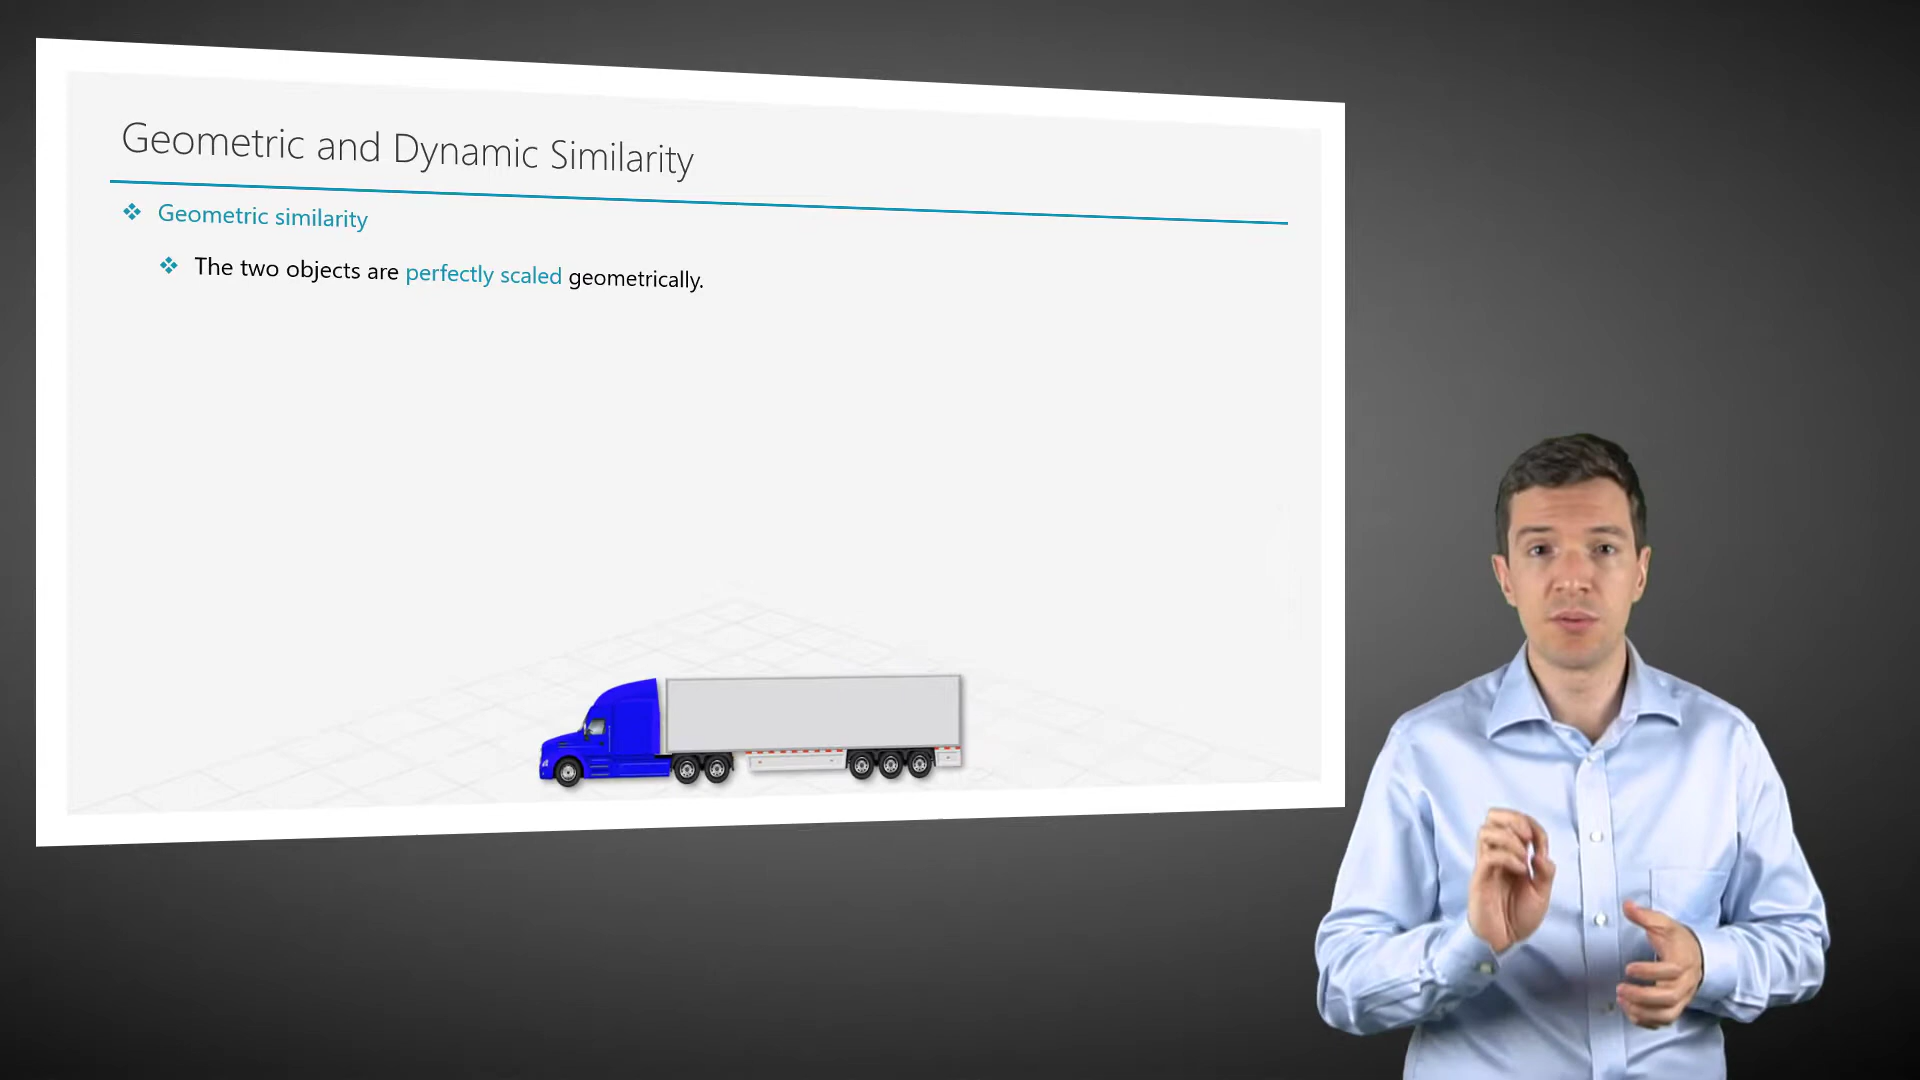 Geometric and Dynamic Similarity
Geometric similarity
The two objects are perfectly scaled geometrically.